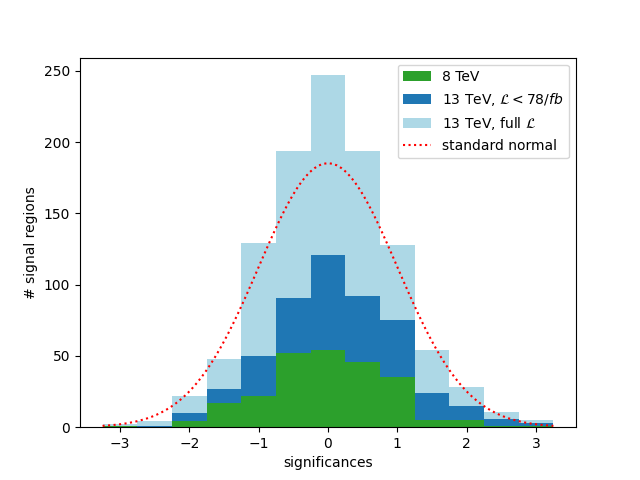 250
200
150
100
50
0
# signal regions
8 TeV
13 TeV, ℒ < 78/fb
13 TeV, full ℒ
standard normal
−3 −2 −1 0 1 2 3
significances